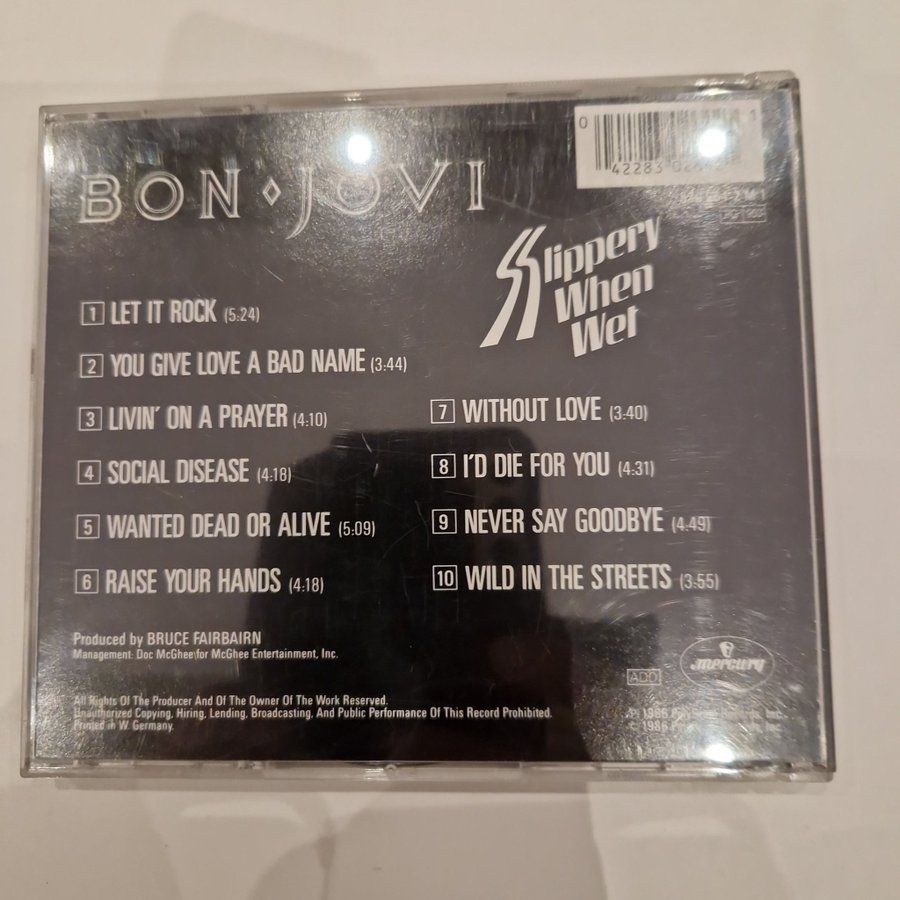 BON JOVI
0
1
42283
Slippery
When
Wet
1 LET IT ROCK (5:24)
2 YOU GIVE LOVE A BAD NAME (3:44)
3 LIVIN' ON A PRAYER (4:10)
4 SOCIAL DISEASE (4:18)
5 WANTED DEAD OR ALIVE (5:09)
6 RAISE YOUR HANDS (4:18)
7 WITHOUT LOVE (3:40)
8 I'D DIE FOR YOU (4:31)
9 NEVER SAY GOODBYE (4:49)
10 WILD IN THE STREETS (3:55)
Produced by BRUCE FAIRBAIRN
Management: Doc McGhee for McGhee Entertainment, Inc.
All Rights Of The Producer And Of The Owner Of The Work Reserved.
Unauthorized Copying, Hiring, Lending, Broadcasting, And Public Performance Of This Record Prohibited.
Printed in W. Germany.
ADD
mercury
℗ 1986 Inc.
© 1986